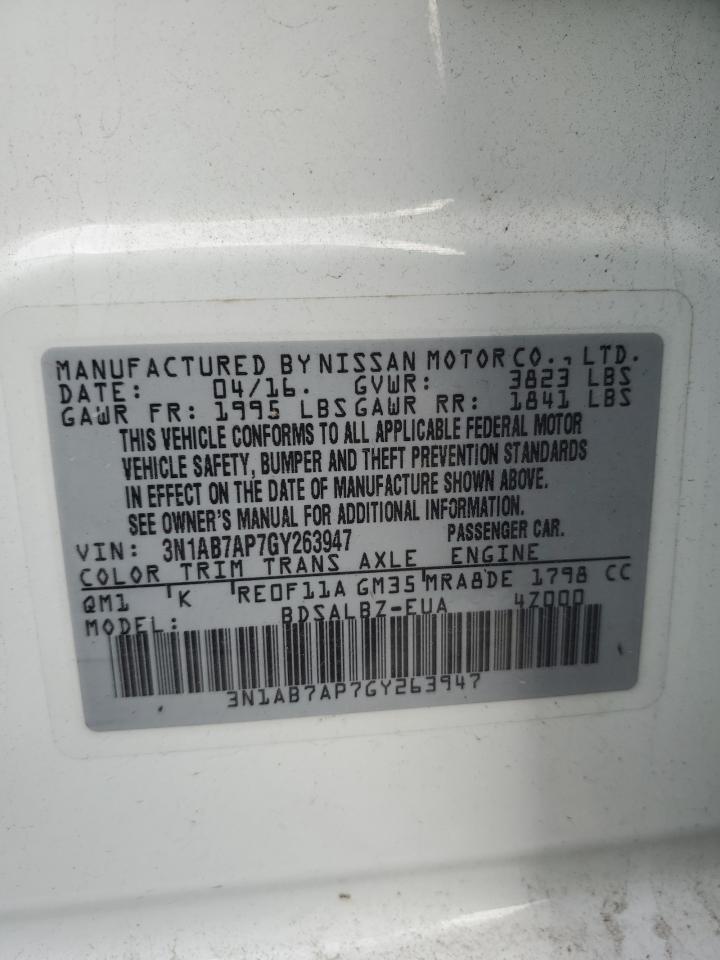 MANUFACTURED BY NISSAN MOTOR CO., LTD.
DATE: 04/16. GVWR: 3823 LBS
GAWR FR: 1995 LBS GAWR RR: 1841 LBS
THIS VEHICLE CONFORMS TO ALL APPLICABLE FEDERAL MOTOR
VEHICLE SAFETY, BUMPER AND THEFT PREVENTION STANDARDS
IN EFFECT ON THE DATE OF MANUFACTURE SHOWN ABOVE.
SEE OWNER'S MANUAL FOR ADDITIONAL INFORMATION.
VIN: 3N1AB7AP7GY263947 PASSENGER CAR.
COLOR TRIM TRANS AXLE ENGINE
QM1 'K 'RE0F11A GM35'MRA8DE 1798 CC
MODEL: BDSALBZ-EUA 4Z000
3N1AB7AP7GY263947